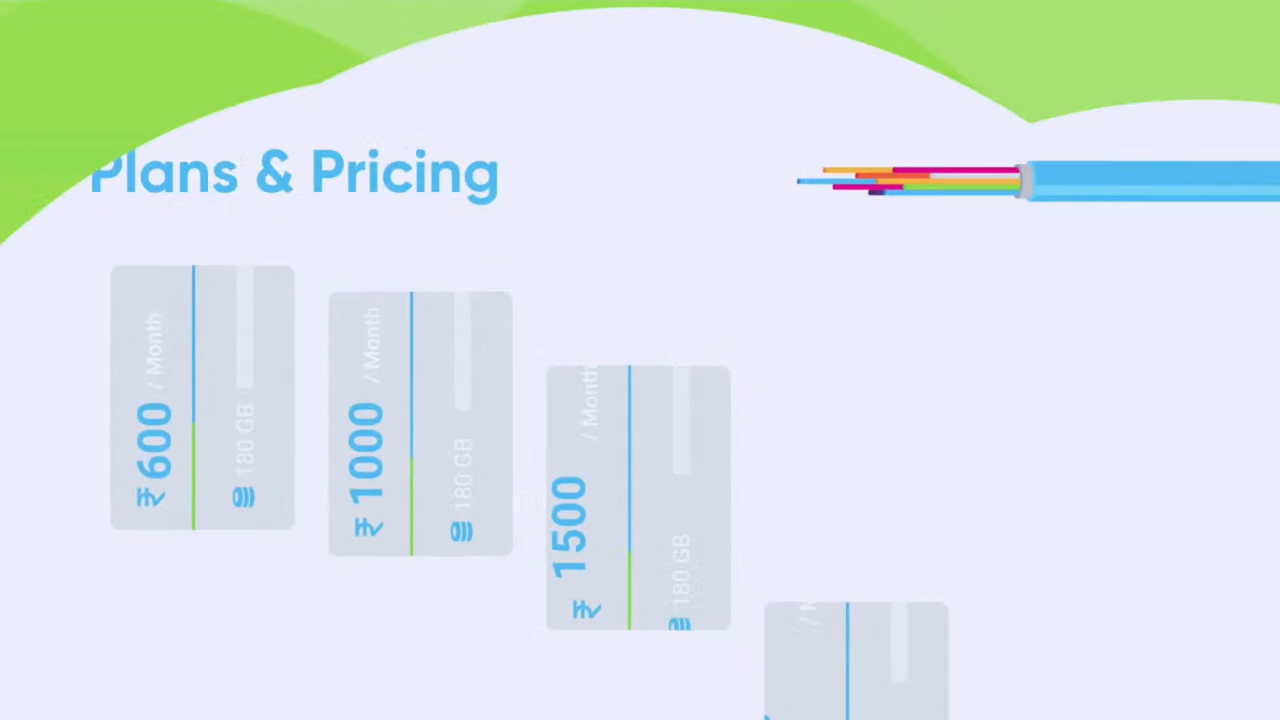 Plans & Pricing
₹ 600 / Month
180 GB
₹ 1000 / Month
180 GB
₹ 1500 / Month
180 GB